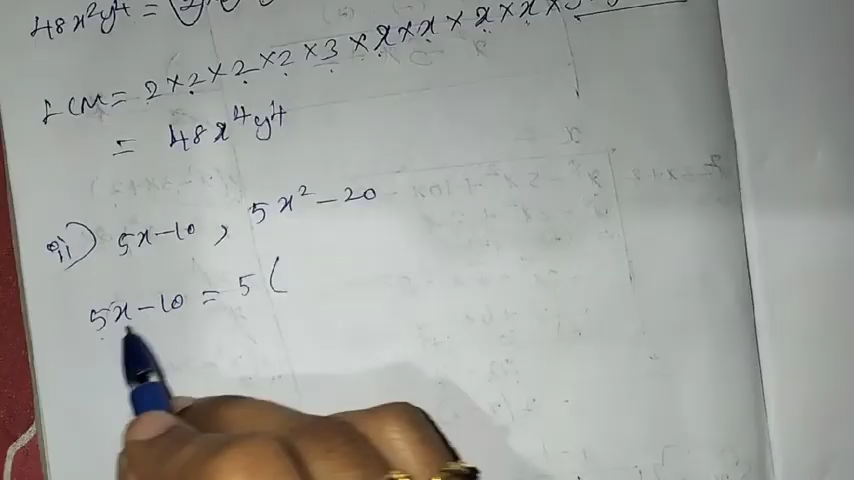 48x²y⁴ =
LCM = 2×2×2×2×3×x×x×x×x×
= 48x⁴y⁴
ii) 5x-10, 5x²-20
5x-10 = 5(